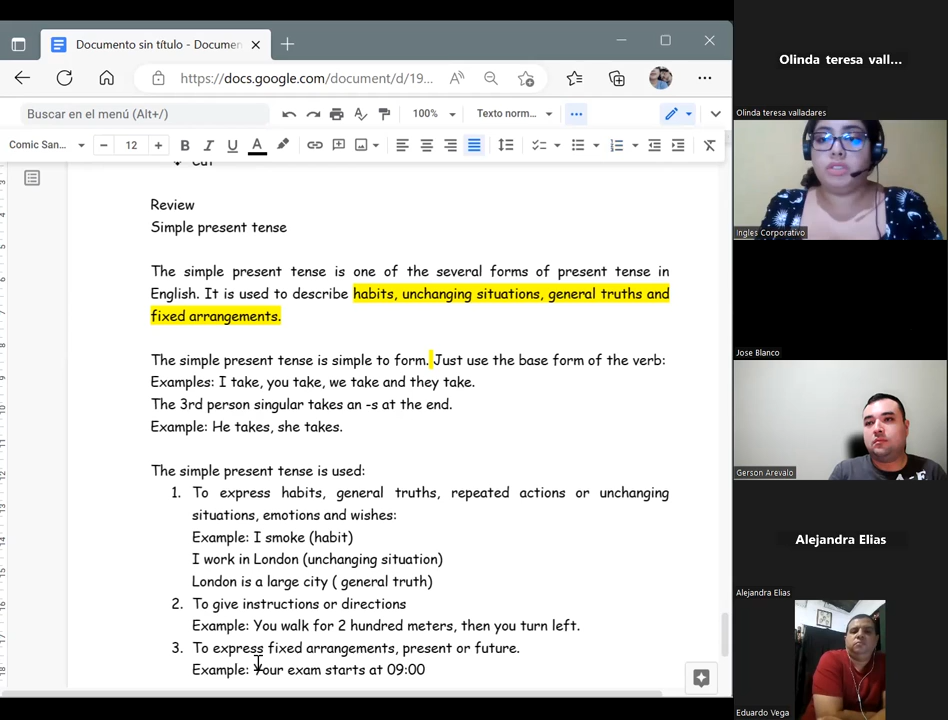 Documento sin título - Documen
https://docs.google.com/document/d/19...
Buscar en el menú (Alt+/)
100%
Texto norm...
Comic San...
12
Cut
Review
Simple present tense
The simple present tense is one of the several forms of present tense in
English. It is used to describe habits, unchanging situations, general truths and
fixed arrangements.
The simple present tense is simple to form. Just use the base form of the verb:
Examples: I take, you take, we take and they take.
The 3rd person singular takes an -s at the end.
Example: He takes, she takes.
The simple present tense is used:
1. To express habits, general truths, repeated actions or unchanging
situations, emotions and wishes:
Example: I smoke (habit)
I work in London (unchanging situation)
London is a large city ( general truth)
2. To give instructions or directions
Example: You walk for 2 hundred meters, then you turn left.
3. To express fixed arrangements, present or future.
Example: Your exam starts at 09:00
Olinda teresa vall...
Olinda teresa valladares
Ingles Corporativo
Jose Blanco
Gerson Arevalo
Alejandra Elias
Alejandra Elias
Eduardo Vega